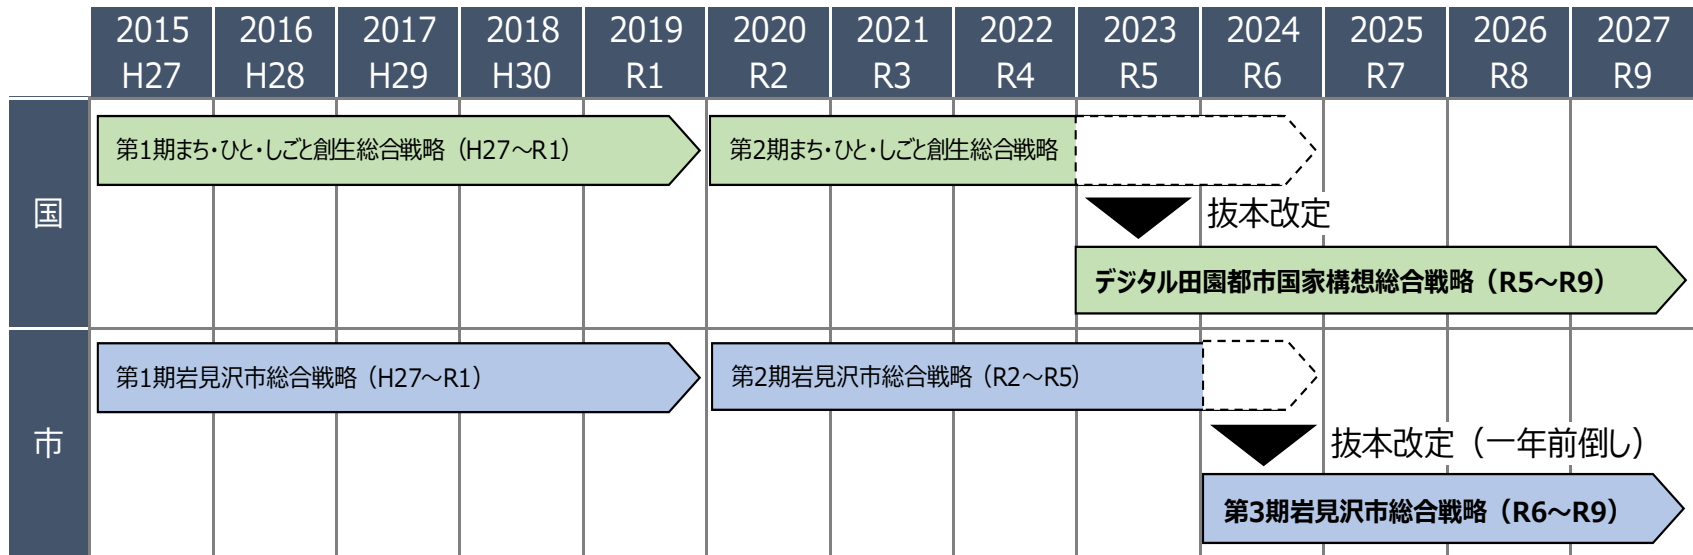 2015 2016 2017 2018 2019 2020 2021 2022 2023 2024 2025 2026 2027
H27 H28 H29 H30 R1 R2 R3 R4 R5 R6 R7 R8 R9
国
第1期まち・ひと・しごと創生総合戦略（H27～R1）
第2期まち・ひと・しごと創生総合戦略
抜本改定
デジタル田園都市国家構想総合戦略（R5～R9）
市
第1期岩見沢市総合戦略（H27～R1）
第2期岩見沢市総合戦略（R2～R5）
抜本改定（一年前倒し）
第3期岩見沢市総合戦略（R6～R9）